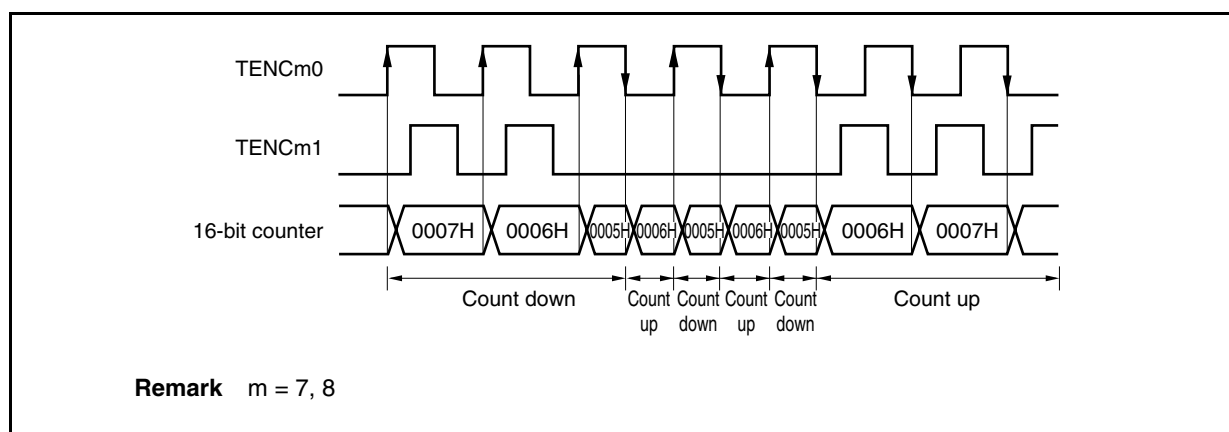 TENCm0
TENCm1
16-bit counter
0007H 0006H 0005H 0006H 0005H 0006H 0005H 0006H 0007H
Count down Count up Count down Count up Count down Count up
Remark m = 7, 8